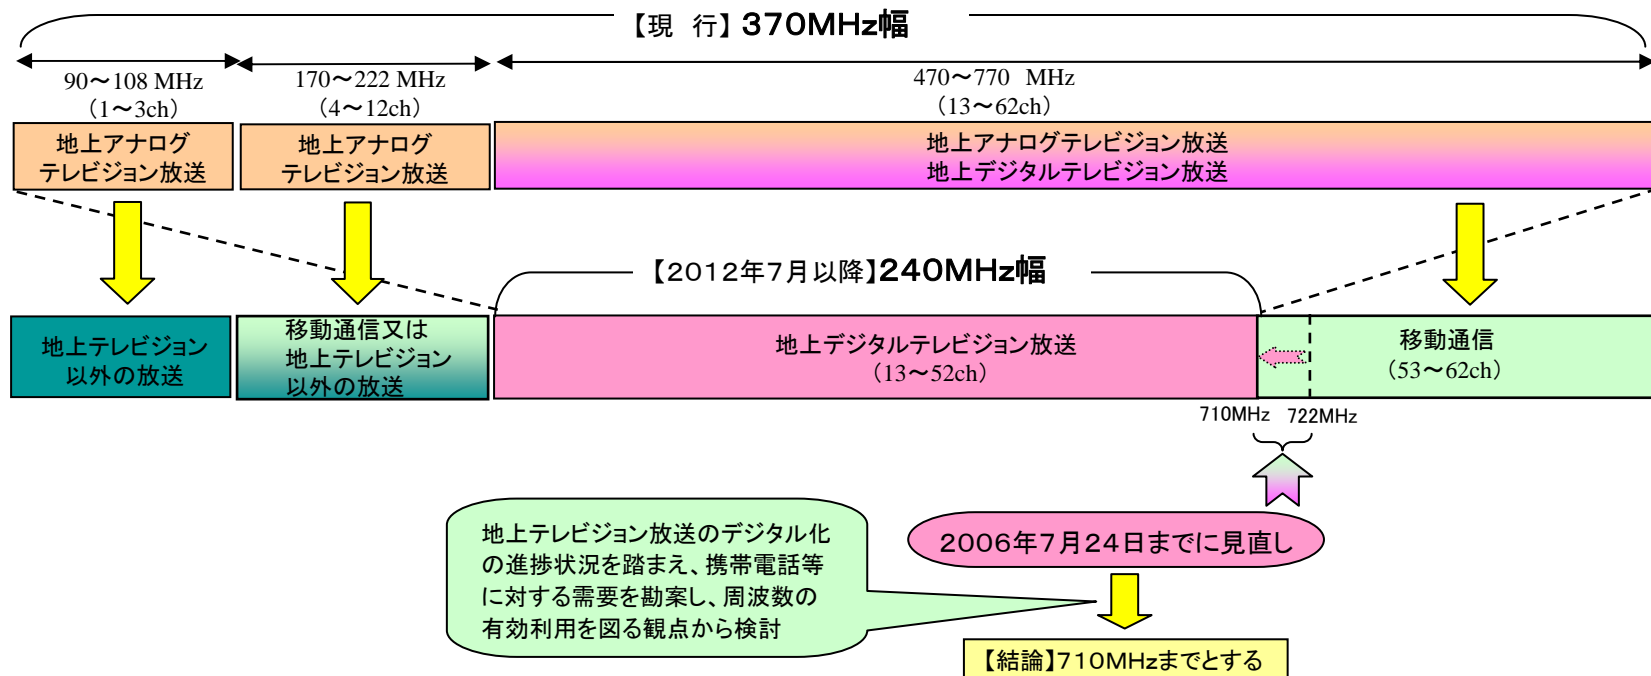 【現　行】 370MHz幅
90～108 MHz
（1～3ch）
170～222 MHz
（4～12ch）
470～770 MHz
（13～62ch）
地上アナログ
テレビジョン放送
地上アナログ
テレビジョン放送
地上アナログテレビジョン放送
地上デジタルテレビジョン放送
【2012年7月以降】240MHz幅
地上テレビジョン
以外の放送
移動通信又は
地上テレビジョン
以外の放送
地上デジタルテレビジョン放送
（13～52ch）
移動通信
（53～62ch）
710MHz 722MHz
地上テレビジョン放送のデジタル化
の進捗状況を踏まえ、携帯電話等
に対する需要を勘案し、周波数の
有効利用を図る観点から検討
2006年7月24日までに見直し
【結論】710MHzまでとする